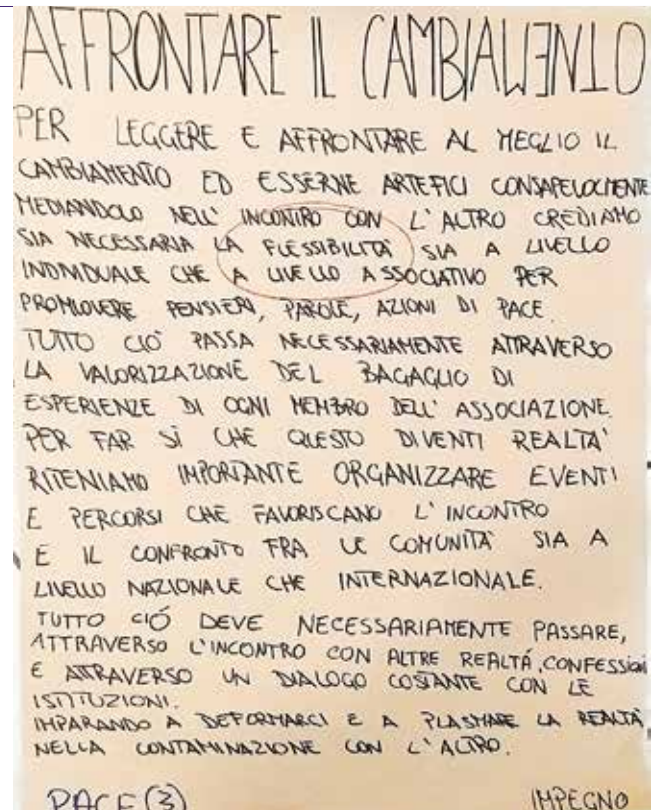 AFFRONTARE IL CAMBIAMENTO
PER LEGGERE E AFFRONTARE AL MEGLIO IL
CAMBIAMENTO ED ESSERNE ARTEFICI CONSAPEVOLMENTE
MEDIANDOLO NELL'INCONTRO CON L'ALTRO CREDIAMO
SIA NECESSARIA LA FLESSIBILITÀ SIA A LIVELLO
INDIVIDUALE CHE A LIVELLO ASSOCIATIVO PER
PROMUOVERE PENSIERI, PAROLE, AZIONI DI PACE.
TUTTO CIÒ PASSA NECESSARIAMENTE ATTRAVERSO
LA VALORIZZAZIONE DEL BAGAGLIO DI
ESPERIENZE DI OGNI MEMBRO DELL'ASSOCIAZIONE.
PER FAR SÌ CHE QUESTO DIVENTI REALTA'
RITENIAMO IMPORTANTE ORGANIZZARE EVENTI
E PERCORSI CHE FAVORISCANO L'INCONTRO
E IL CONFRONTO FRA LE COMUNITÀ SIA A
LIVELLO NAZIONALE CHE INTERNAZIONALE.
TUTTO CIÓ DEVE NECESSARIAMENTE PASSARE,
ATTRAVERSO L'INCONTRO CON ALTRE REALTÁ, CONFESSIONI
E ATTRAVERSO UN DIALOGO COSTANTE CON LE
ISTITUZIONI.
IMPARANDO A DEFORMARCI E A PLASMARE LA REALTÀ
NELLA CONTAMINAZIONE CON L'ALTRO.
PACE (3) IMPEGNO